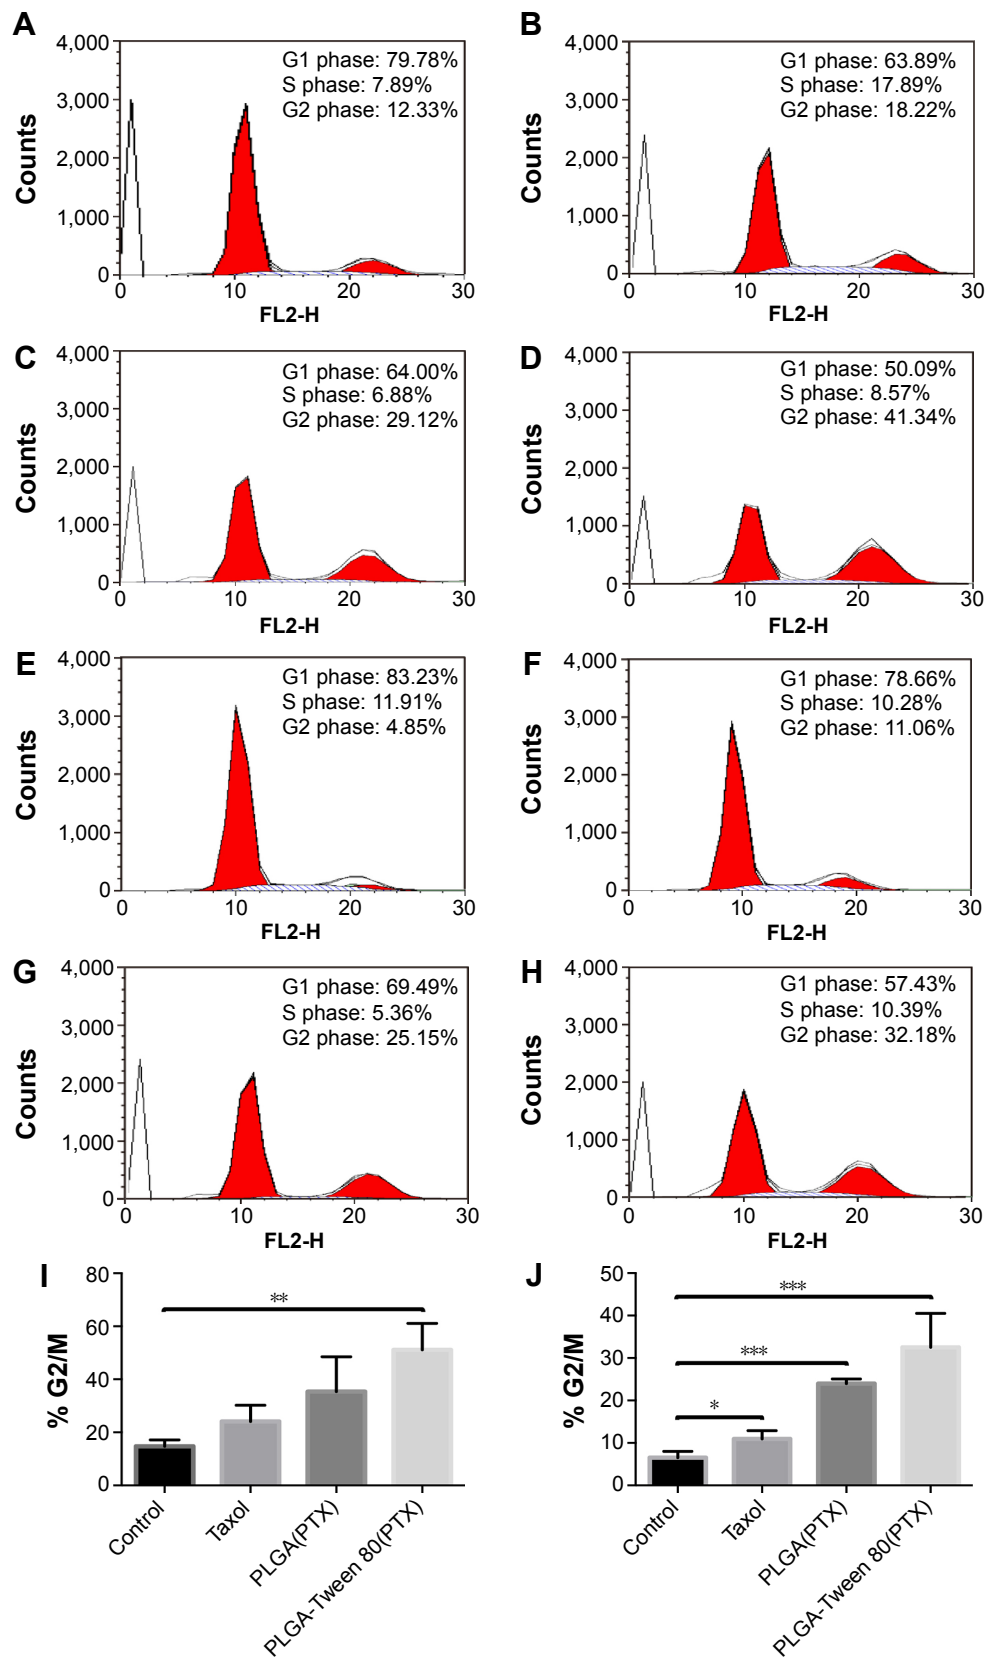 A
4,000
3,000
2,000
1,000
0
Counts
G1 phase: 79.78%
S phase: 7.89%
G2 phase: 12.33%
0 10 20 30
FL2-H
B
4,000
3,000
2,000
1,000
0
Counts
G1 phase: 63.89%
S phase: 17.89%
G2 phase: 18.22%
0 10 20 30
FL2-H
C
4,000
3,000
2,000
1,000
0
Counts
G1 phase: 64.00%
S phase: 6.88%
G2 phase: 29.12%
0 10 20 30
FL2-H
D
4,000
3,000
2,000
1,000
0
Counts
G1 phase: 50.09%
S phase: 8.57%
G2 phase: 41.34%
0 10 20 30
FL2-H
E
4,000
3,000
2,000
1,000
0
Counts
G1 phase: 83.23%
S phase: 11.91%
G2 phase: 4.85%
0 10 20 30
FL2-H
F
4,000
3,000
2,000
1,000
0
Counts
G1 phase: 78.66%
S phase: 10.28%
G2 phase: 11.06%
0 10 20 30
FL2-H
G
4,000
3,000
2,000
1,000
0
Counts
G1 phase: 69.49%
S phase: 5.36%
G2 phase: 25.15%
0 10 20 30
FL2-H
H
4,000
3,000
2,000
1,000
0
Counts
G1 phase: 57.43%
S phase: 10.39%
G2 phase: 32.18%
0 10 20 30
FL2-H
I
80
60
40
20
0
% G2/M
**
Control
Taxol
PLGA(PTX)
PLGA-Tween 80(PTX)
J
50
40
30
20
10
0
% G2/M
***
***
*
Control
Taxol
PLGA(PTX)
PLGA-Tween 80(PTX)